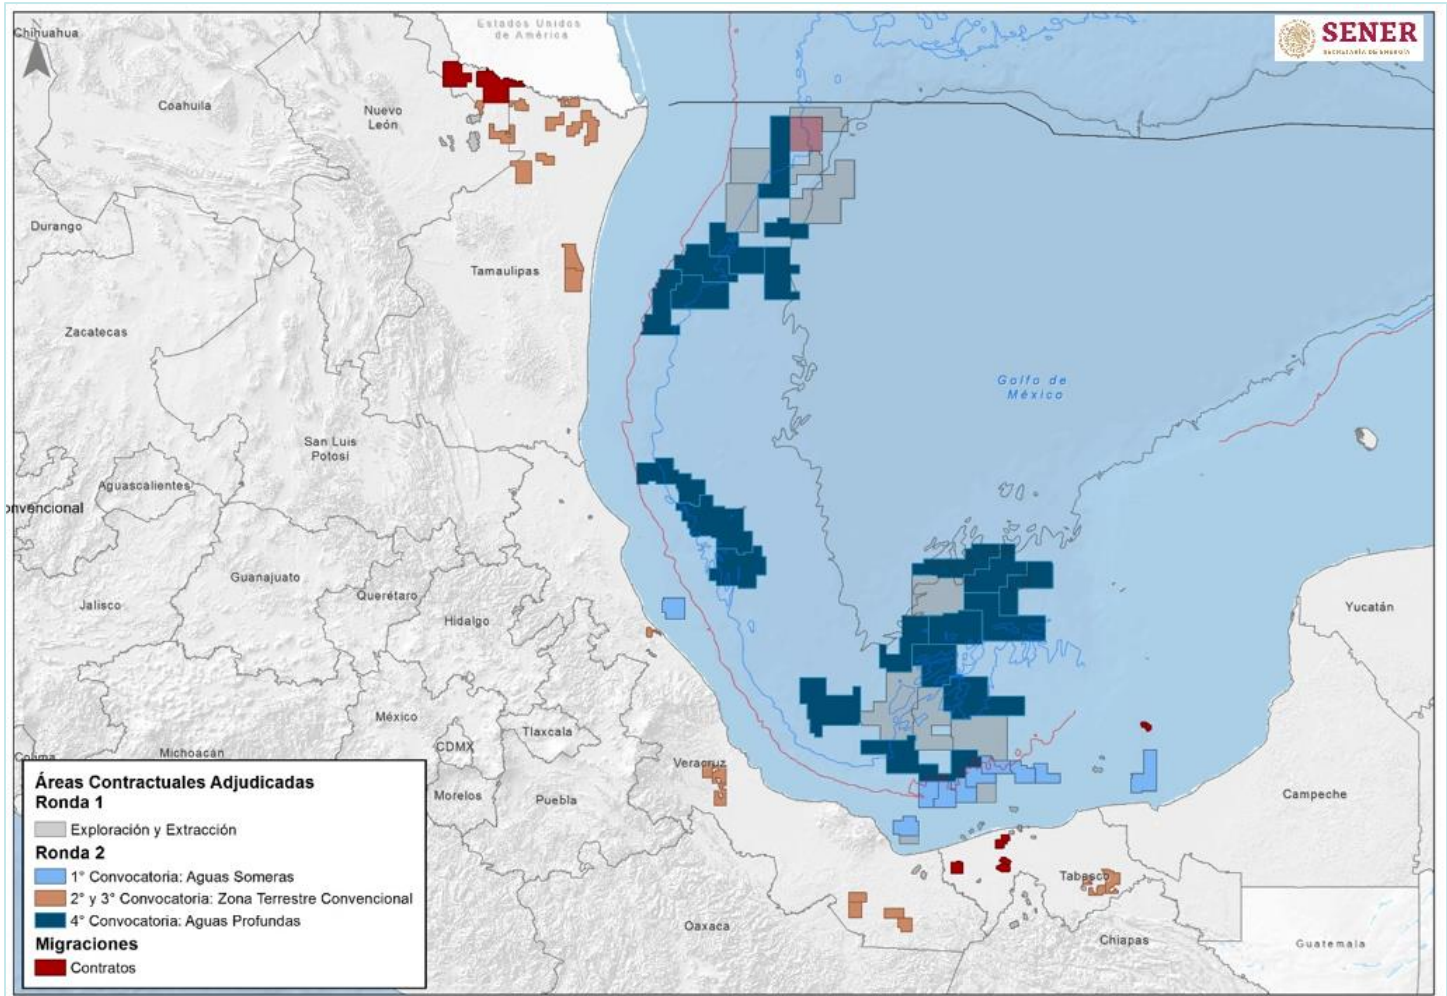 Estados Unidos
de América
SENER
SECRETARÍA DE ENERGÍA
Chihuahua
Coahuila
Nuevo
León
Durango
Tamaulipas
Zacatecas
Golfo de
México
San Luis
Potosí
Aguascalientes
onvencional
Guanajuato
Querétaro
Jalisco
Hidalgo
Yucatán
México
Tlaxcala
CDMX
Colima
Michoacán
Veracruz
Morelos
Puebla
Campeche
Tabasco
Oaxaca
Chiapas
Guatemala
Áreas Contractuales Adjudicadas
Ronda 1
Exploración y Extracción
Ronda 2
1° Convocatoria: Aguas Someras
2° y 3° Convocatoria: Zona Terrestre Convencional
4° Convocatoria: Aguas Profundas
Migraciones
Contratos